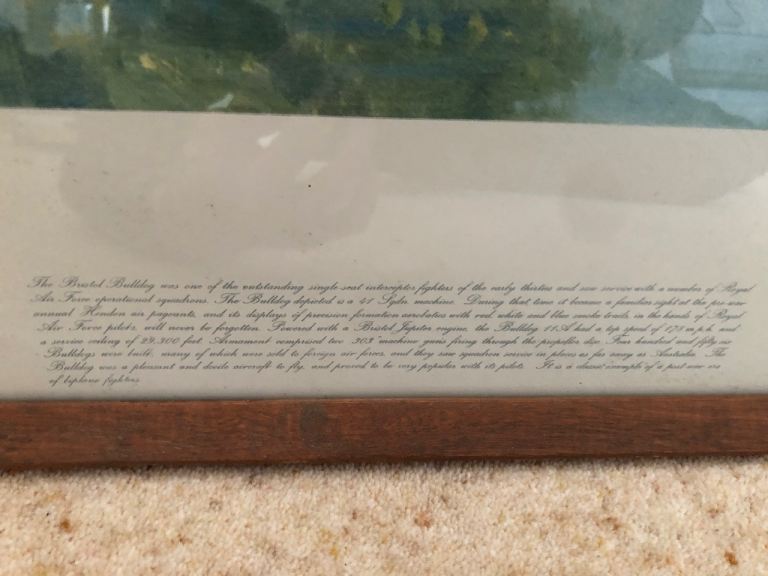 The Bristol Bulldog was one of the outstanding single-seat interceptor fighters of the early thirties and saw service with a number of Royal
Air Force operational squadrons. The Bulldog depicted is a 41 Sqdn. machine. During that time it became a familiar sight at the pre war
annual Hendon air pageants, and its displays of precision formation aerobatics with red white and blue smoke trails, in the hands of Royal
Air Force pilots, will never be forgotten. Powered with a Bristol Jupiter engine, the Bulldog 11A had a top speed of 178 m.p.h. and
a service ceiling of 29,300 feet. Armament comprised two .303 machine guns firing through the propellor disc. Four hundred and fifty six
Bulldogs were built, many of which were sold to foreign air forces, and they saw squadron service in places as far away as Australia. The
Bulldog was a pleasant and docile aircraft to fly, and proved to be very popular with its pilots. It is a classic example of a past war era
of biplane fighters.